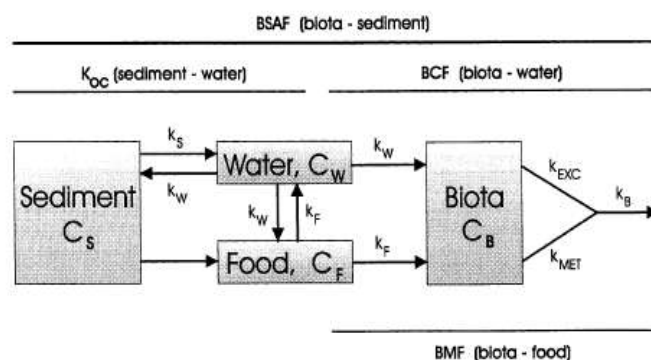 BSAF (biota - sediment)
K_OC (sediment - water)
BCF (biota - water)
k_S
k_W
Water, C_W
k_W
k_EXC
Sediment
C_S
k_W
k_F
Biota
C_B
k_B
Food, C_F
k_F
k_MET
BMF (biota - food)